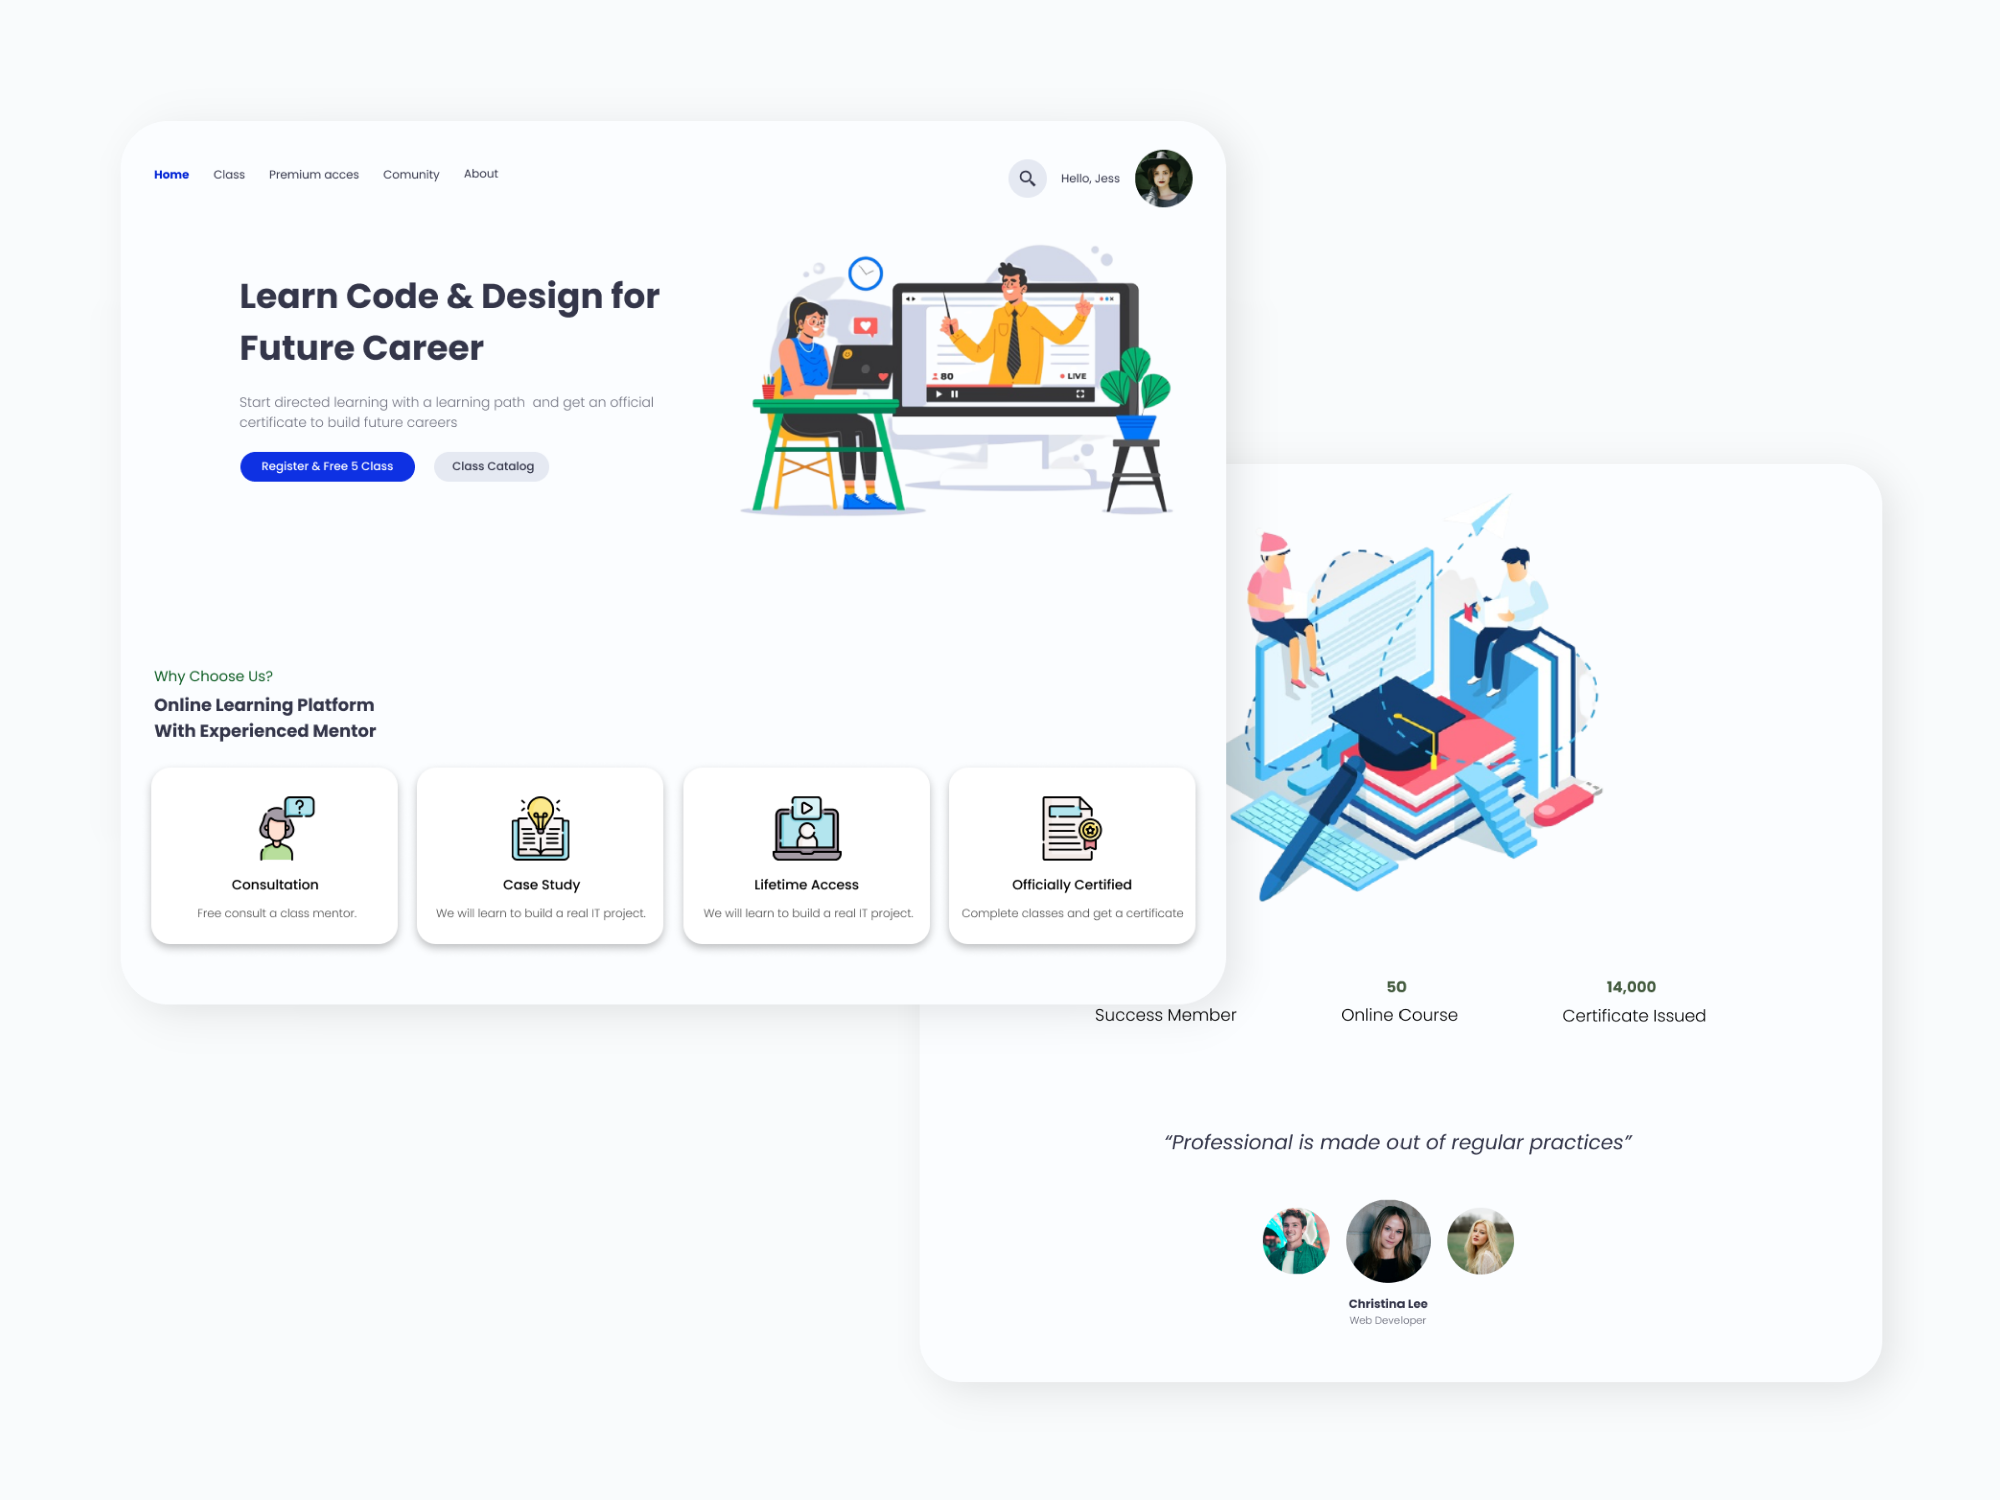 Home Class Premium acces Comunity About
Hello, Jess
Learn Code & Design for
Future Career
Start directed learning with a learning path and get an official
certificate to build future careers
Register & Free 5 Class
Class Catalog
80
LIVE
Why Choose Us?
Online Learning Platform
With Experienced Mentor
Consultation
Free consult a class mentor.
Case Study
We will learn to build a real IT project.
Lifetime Access
We will learn to build a real IT project.
Officially Certified
Complete classes and get a certificate
Success Member
50
Online Course
14,000
Certificate Issued
“Professional is made out of regular practices”
Christina Lee
Web Developer